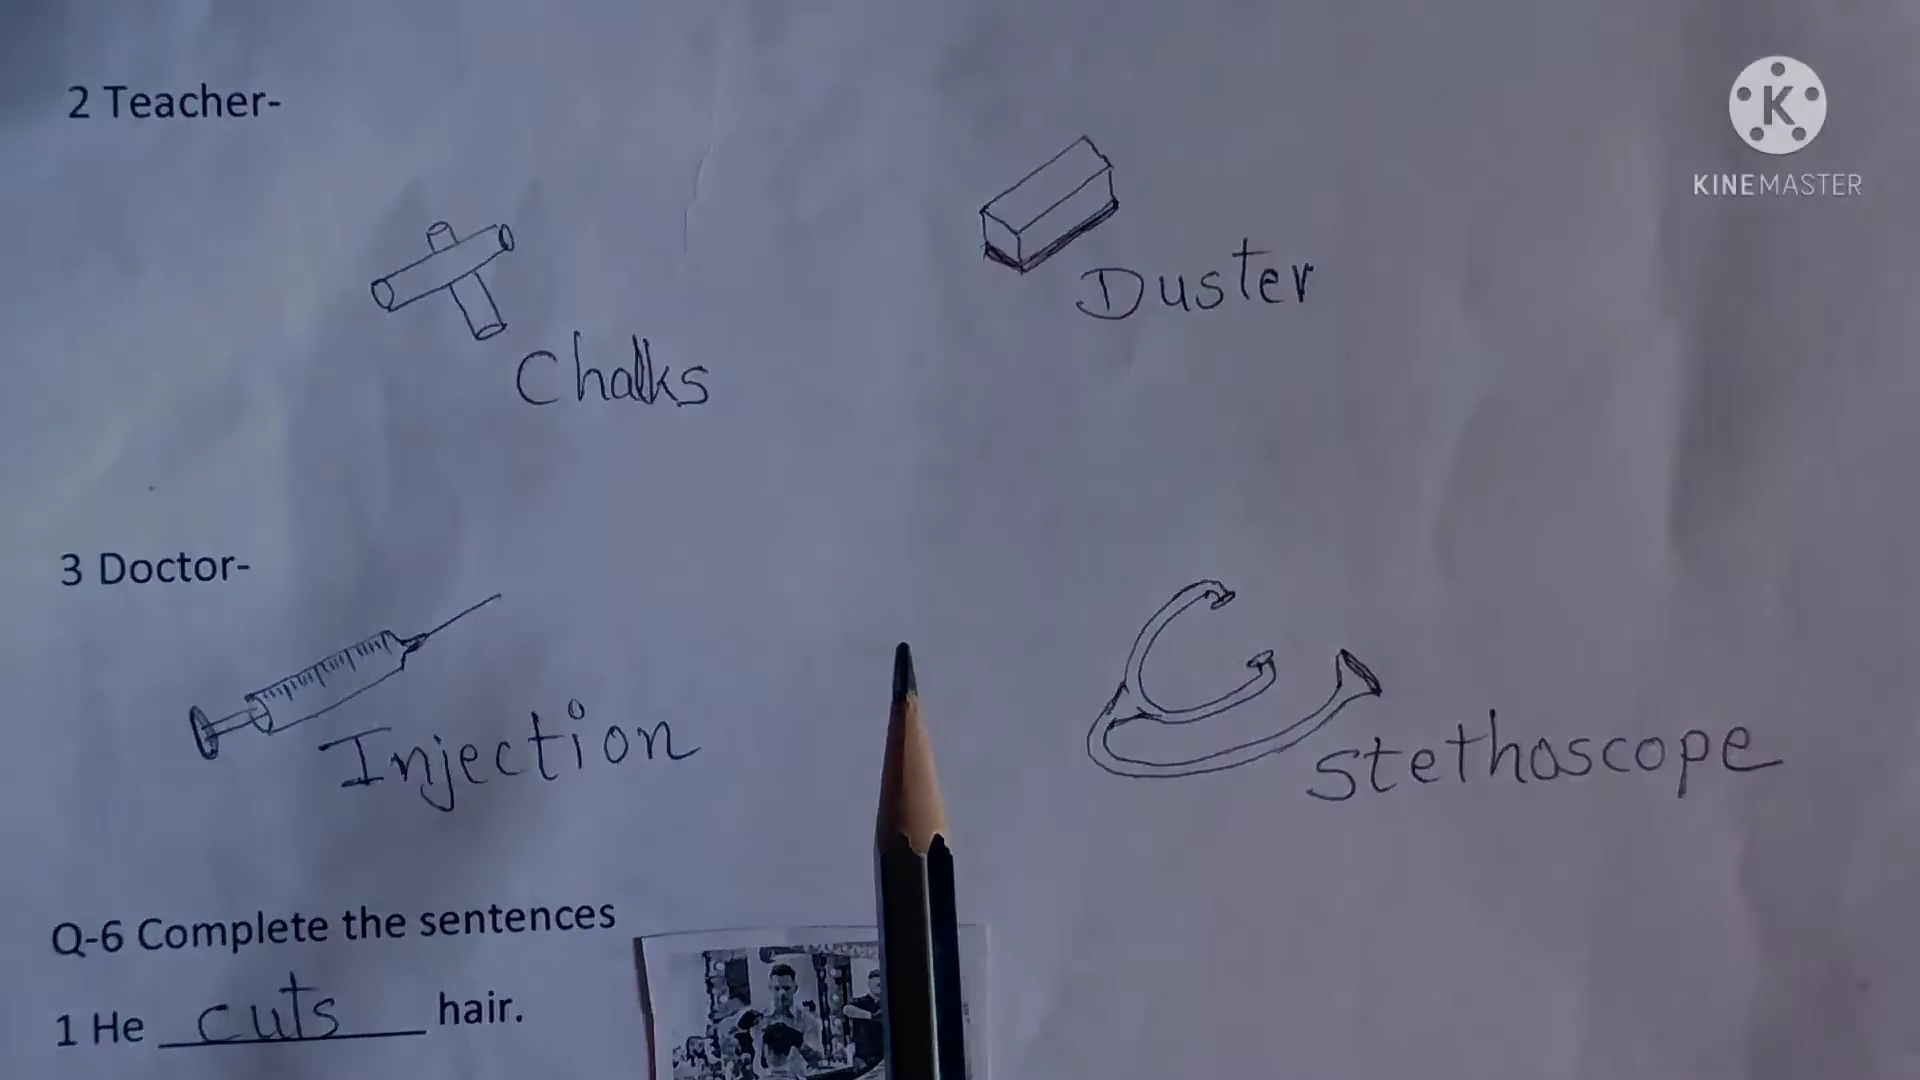 2 Teacher-
KINEMASTER
Duster
Chalks
3 Doctor-
Injection
Stethoscope
Q-6 Complete the sentences
1 He cuts hair.